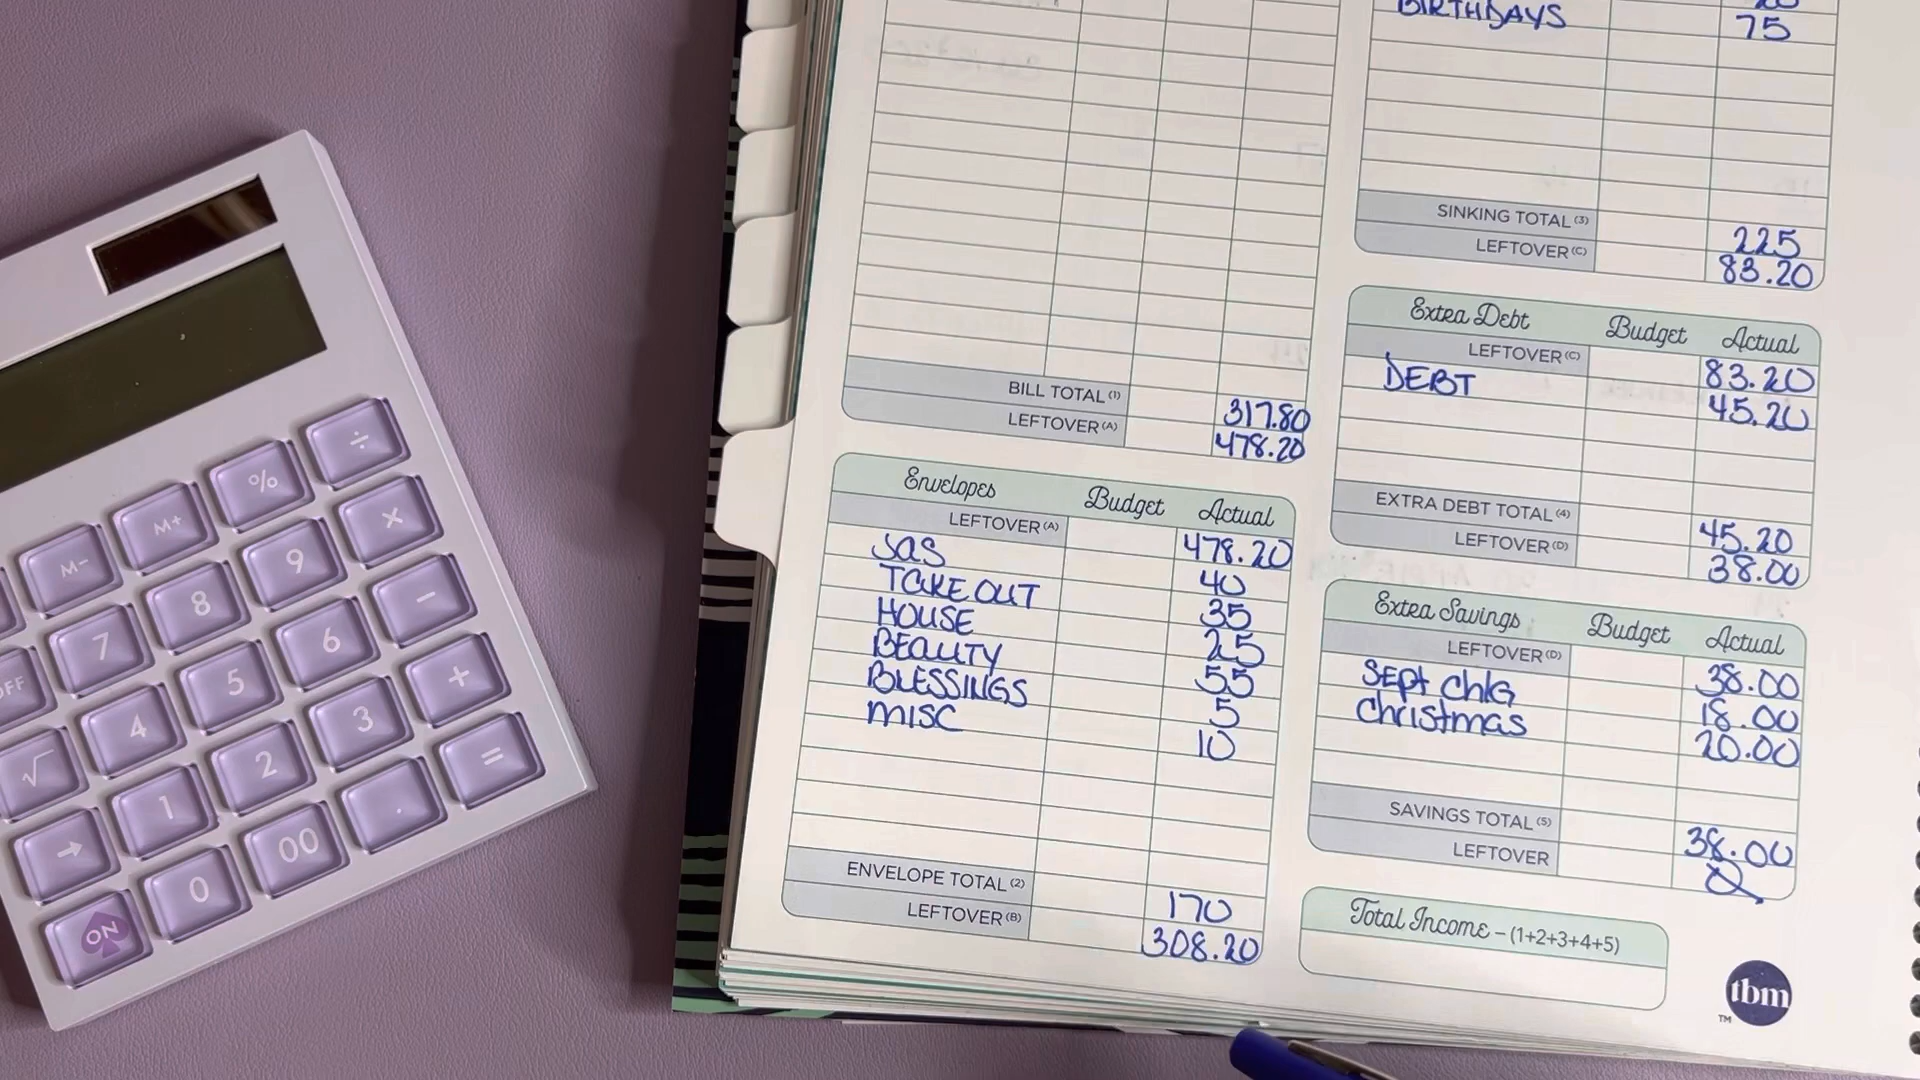 BILL TOTAL (1) 317.80
LEFTOVER (A) 478.20
Envelopes Budget Actual
LEFTOVER (A) 478.20
gas 40
TAKE OUT 35
HOUSE 25
BEAUTY 55
BLESSINGS 5
MISC 10
ENVELOPE TOTAL (2) 170
LEFTOVER (B) 308.20
BIRTHDAYS 75
SINKING TOTAL (3) 225
LEFTOVER (C) 83.20
Extra Debt Budget Actual
LEFTOVER (C) 83.20
DEBT 45.20
EXTRA DEBT TOTAL (4) 45.20
LEFTOVER (D) 38.00
Extra Savings Budget Actual
LEFTOVER (D) 38.00
Sept Chlg 18.00
Christmas 20.00
SAVINGS TOTAL (5) 38.00
LEFTOVER 0
Total Income – (1+2+3+4+5)
tbm
TM
÷
% 
M+ ×
M- 9
8 −
7 6
OFF 5 +
4 3
√ 2 =
1 .
→ 00
0
ON